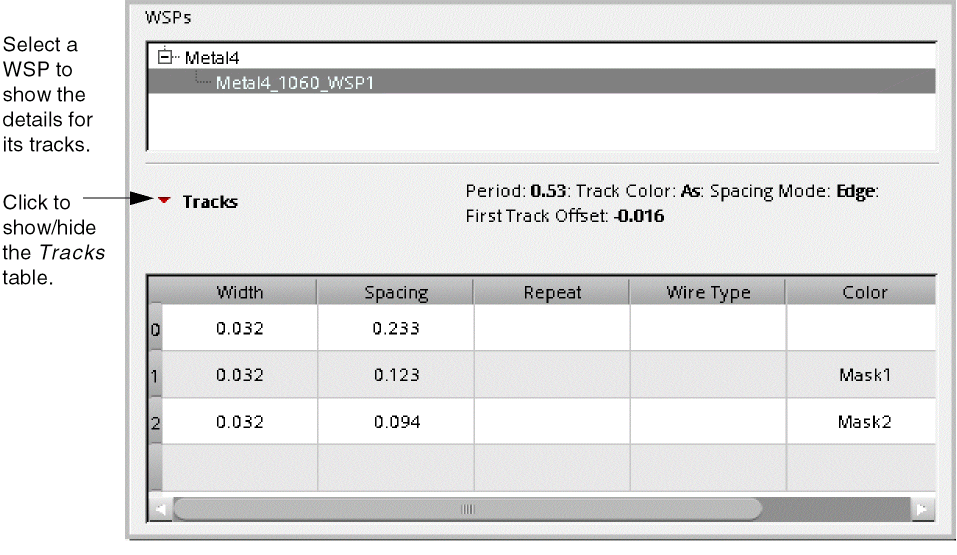 WSPs
Select a
WSP to
show the
details for
its tracks.
Metal4
Metal4_1060_WSP1
Click to
show/hide
the Tracks
table.
Tracks
Period: 0.53: Track Color: As: Spacing Mode: Edge:
First Track Offset: -0.016
Width Spacing Repeat Wire Type Color
0 0.032 0.233
1 0.032 0.123 Mask1
2 0.032 0.094 Mask2